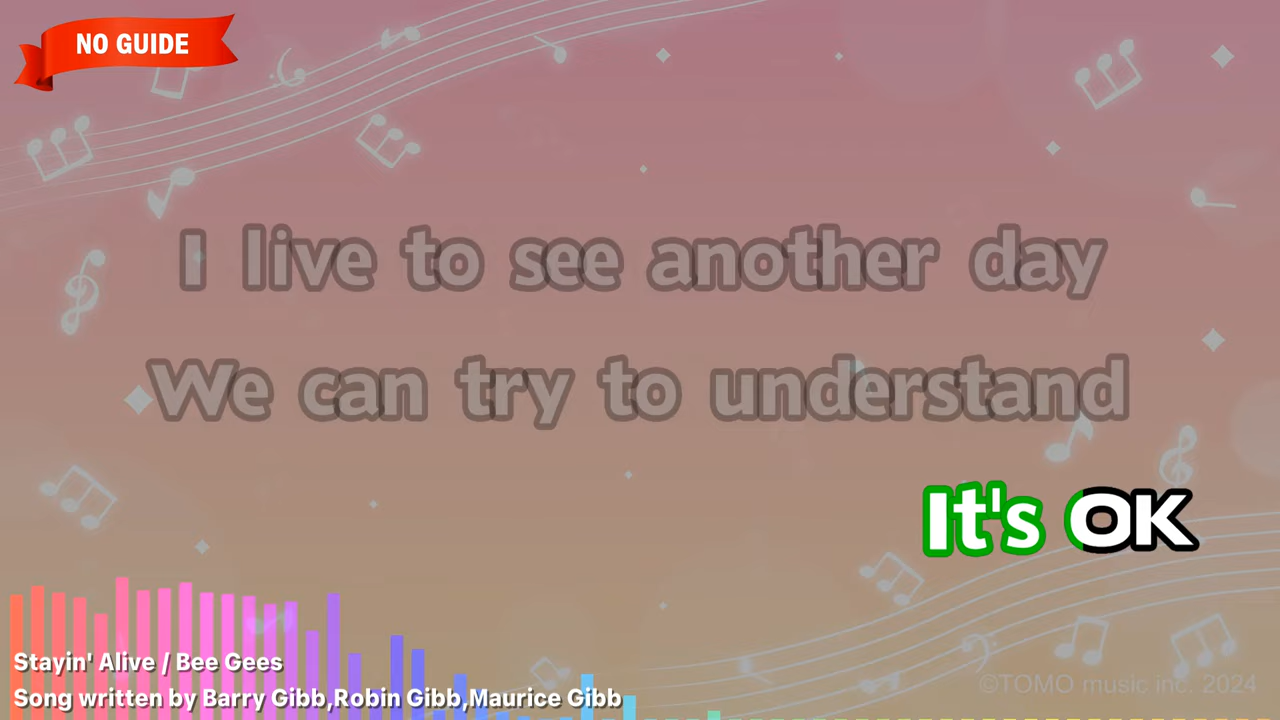 NO GUIDE
I live to see another day
We can try to understand
It's OK
Stayin' Alive / Bee Gees
Song written by Barry Gibb,Robin Gibb,Maurice Gibb
©TOMO music inc. 2024